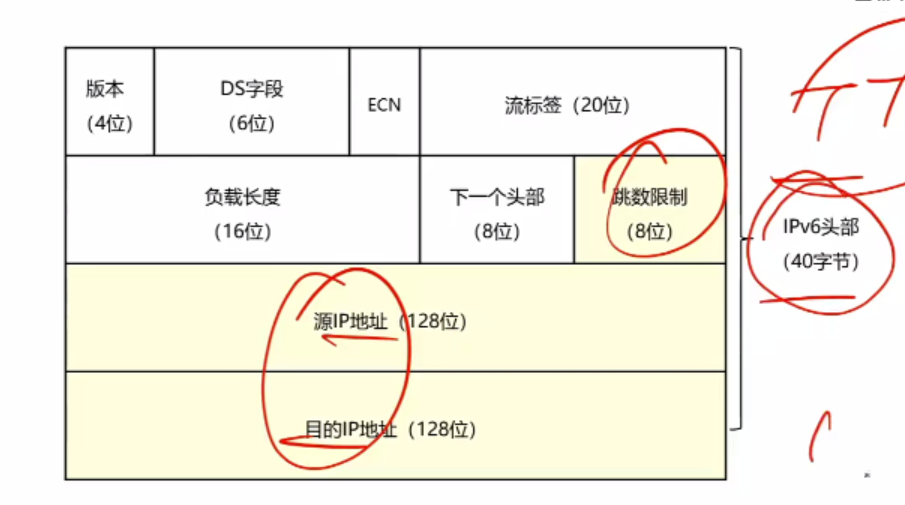 版本
（4位）
DS字段
（6位）
ECN
流标签（20位）
负载长度
（16位）
下一个头部
（8位）
跳数限制
（8位）
源IP地址（128位）
目的IP地址（128位）
IPv6头部
（40字节）
TT